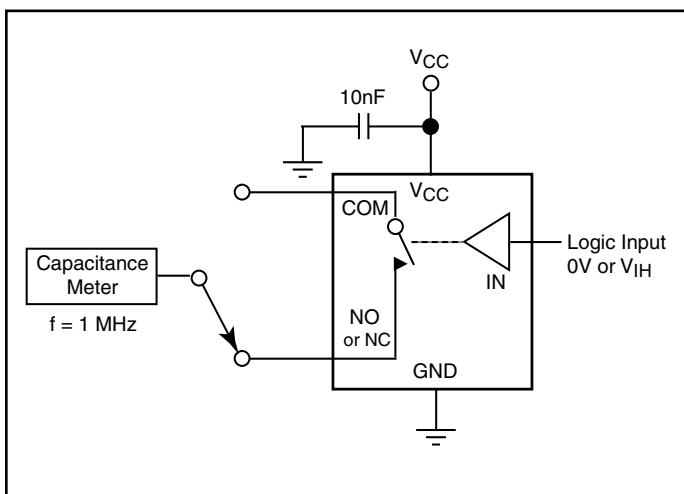 VCC
10nF
VCC
COM
Logic Input
0V or VIH
IN
Capacitance
Meter
f = 1 MHz
NO
or NC
GND